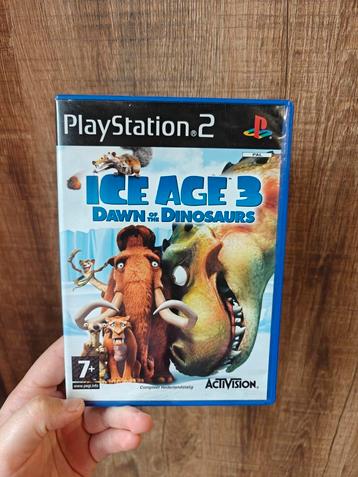 PlayStation®2
PAL
ICE AGE 3
DAWN OF THE DINOSAURS
7+
www.pegi.info
Compleet Nederlandstalig
ACTIVISION